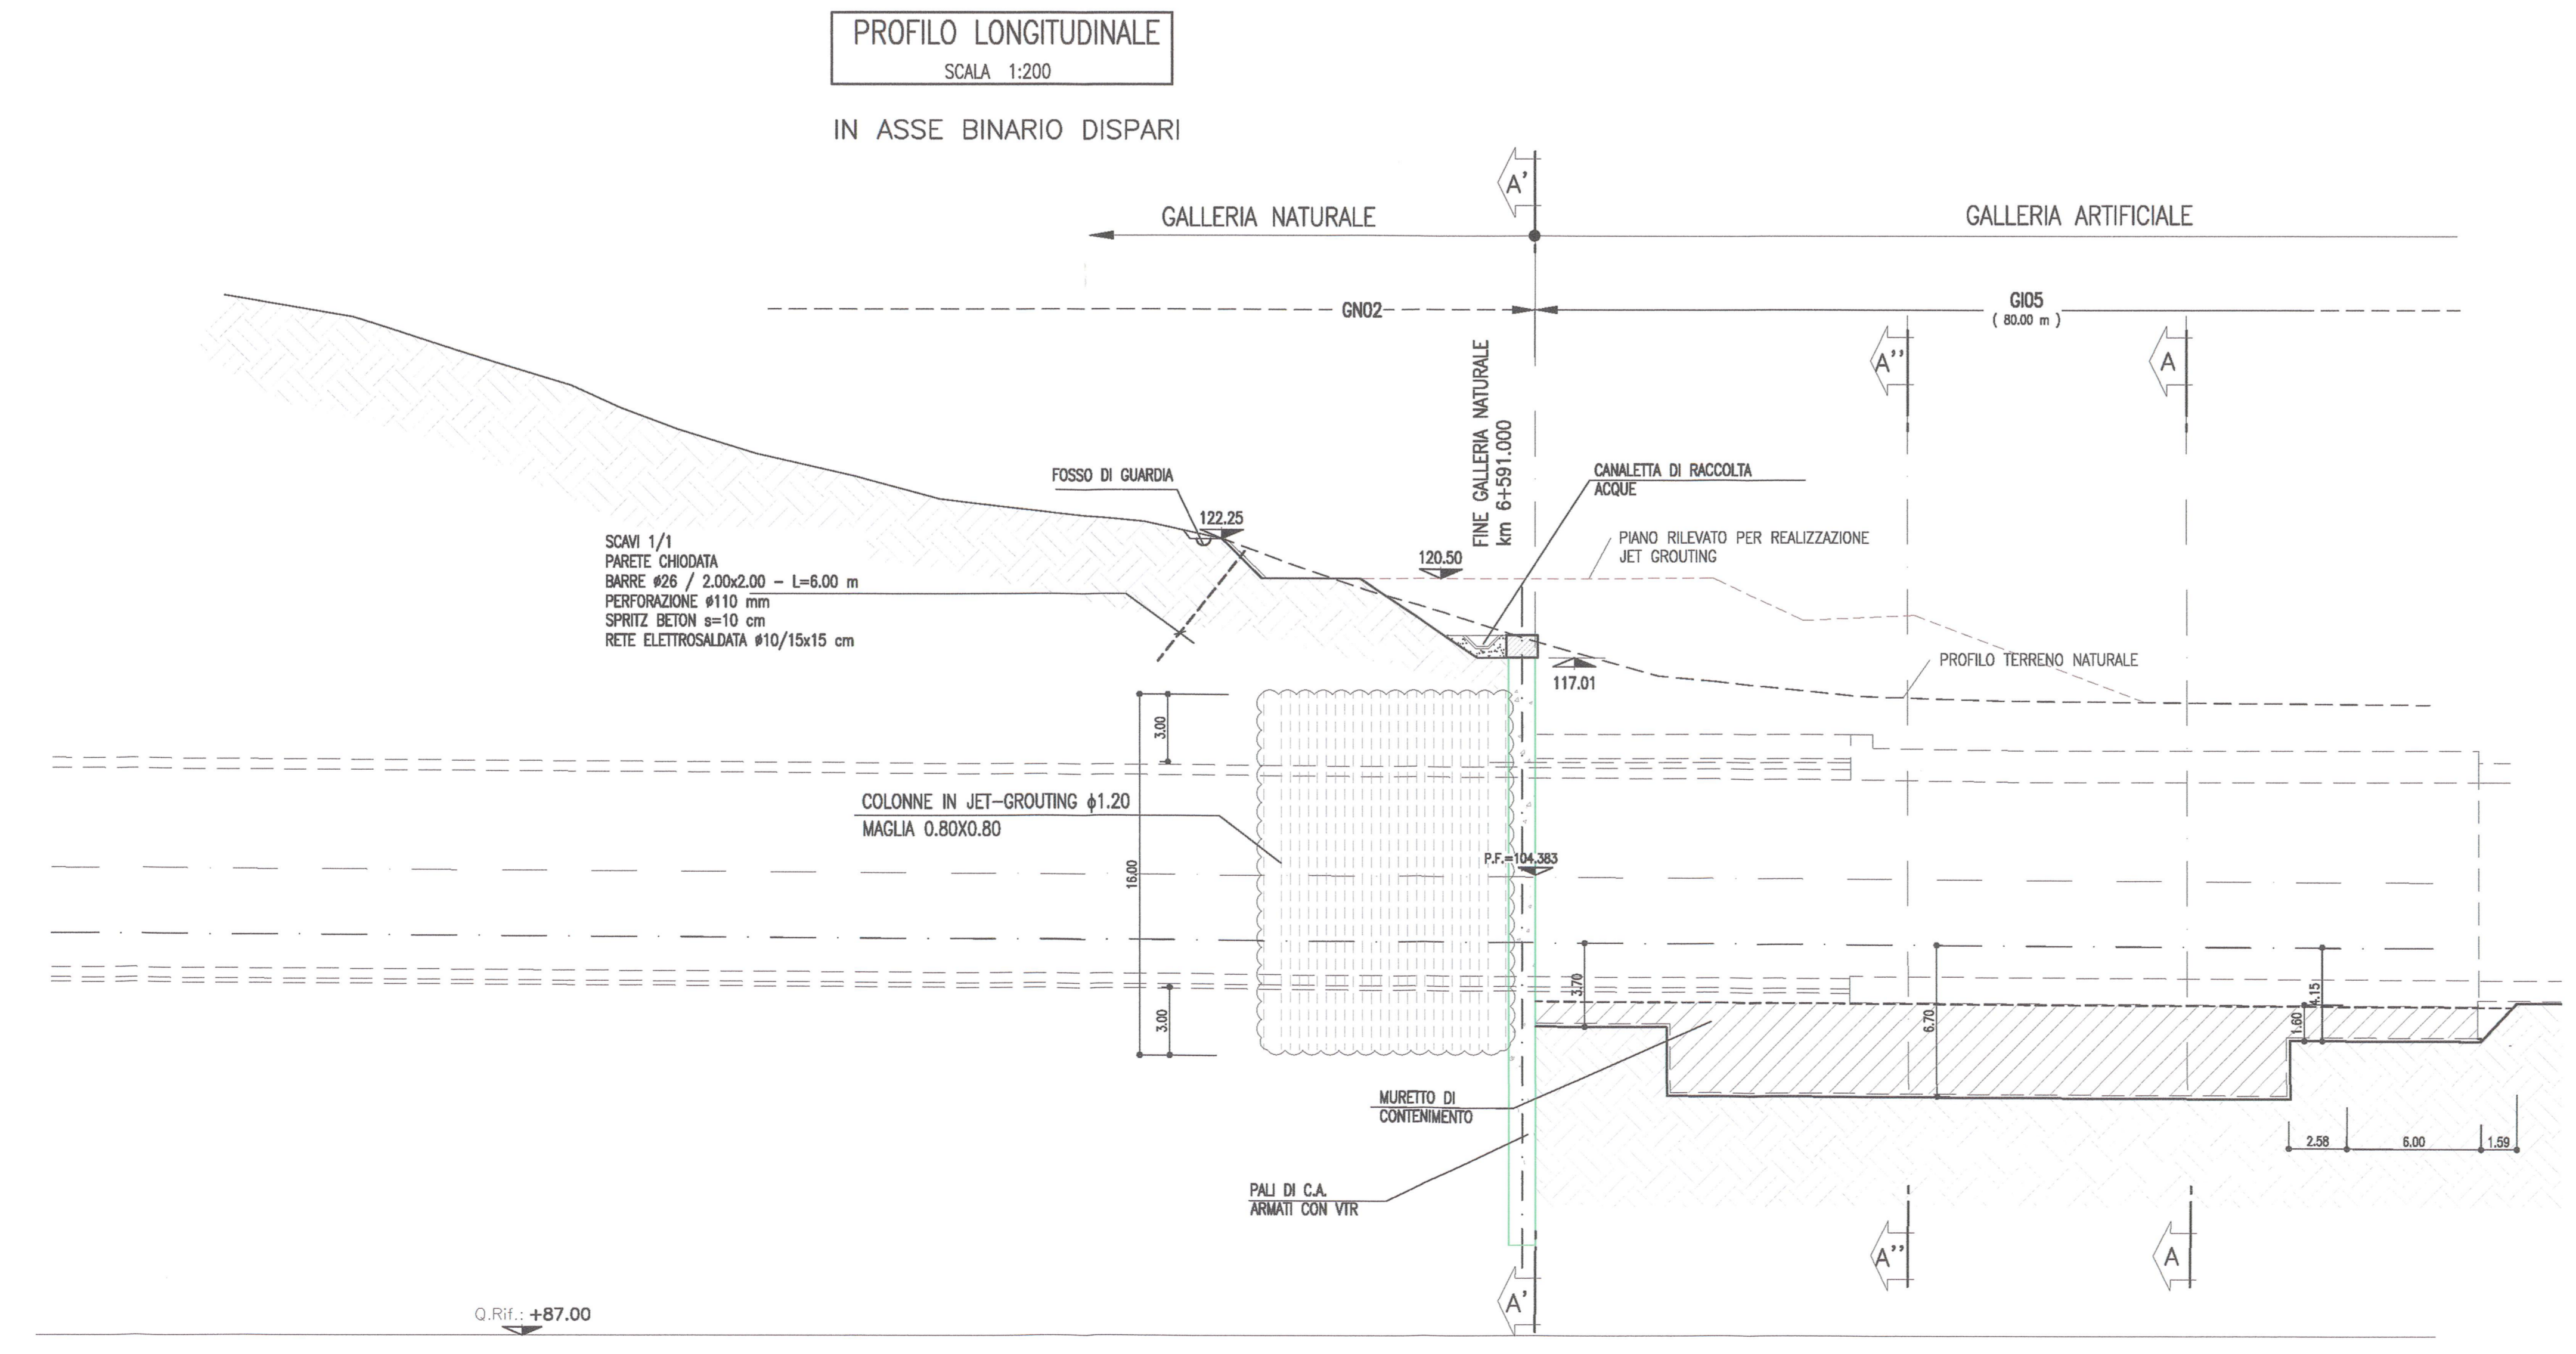 PROFILO LONGITUDINALE
SCALA 1:200
IN ASSE BINARIO DISPARI
A'
GALLERIA NATURALE
GALLERIA ARTIFICIALE
GN02
GI05
( 80.00 m )
A''
A
FINE GALLERIA NATURALE
km 6+591.000
FOSSO DI GUARDIA
CANALETTA DI RACCOLTA
ACQUE
122.25
SCAVI 1/1
PARETE CHIODATA
BARRE ø26 / 2.00x2.00 - L=6.00 m
PERFORAZIONE ø110 mm
SPRITZ BETON s=10 cm
RETE ELETTROSALDATA ø10/15x15 cm
120.50
PIANO RILEVATO PER REALIZZAZIONE
JET GROUTING
PROFILO TERRENO NATURALE
117.01
3.00
COLONNE IN JET-GROUTING ϕ1.20
MAGLIA 0.80X0.80
16.00
P.F.=104.383
3.00
3.70
6.70
1.60
4.15
MURETTO DI
CONTENIMENTO
2.58
6.00
1.59
PALI DI C.A.
ARMATI CON VTR
A''
A
A'
Q.Rif.: +87.00